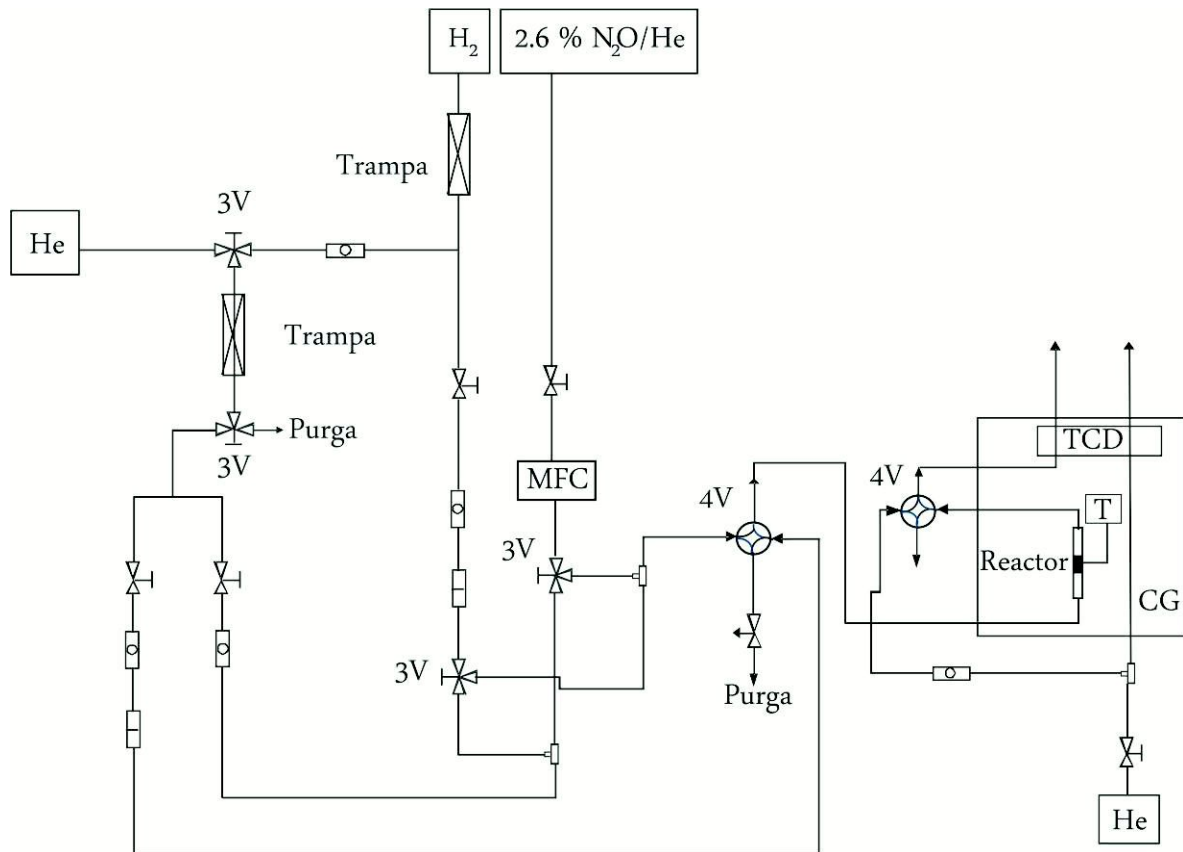 H₂
2.6 % N₂O/He
Trampa
3V
He
Trampa
Purga
3V
MFC
TCD
4V
4V
T
3V
Reactor
CG
3V
Purga
He